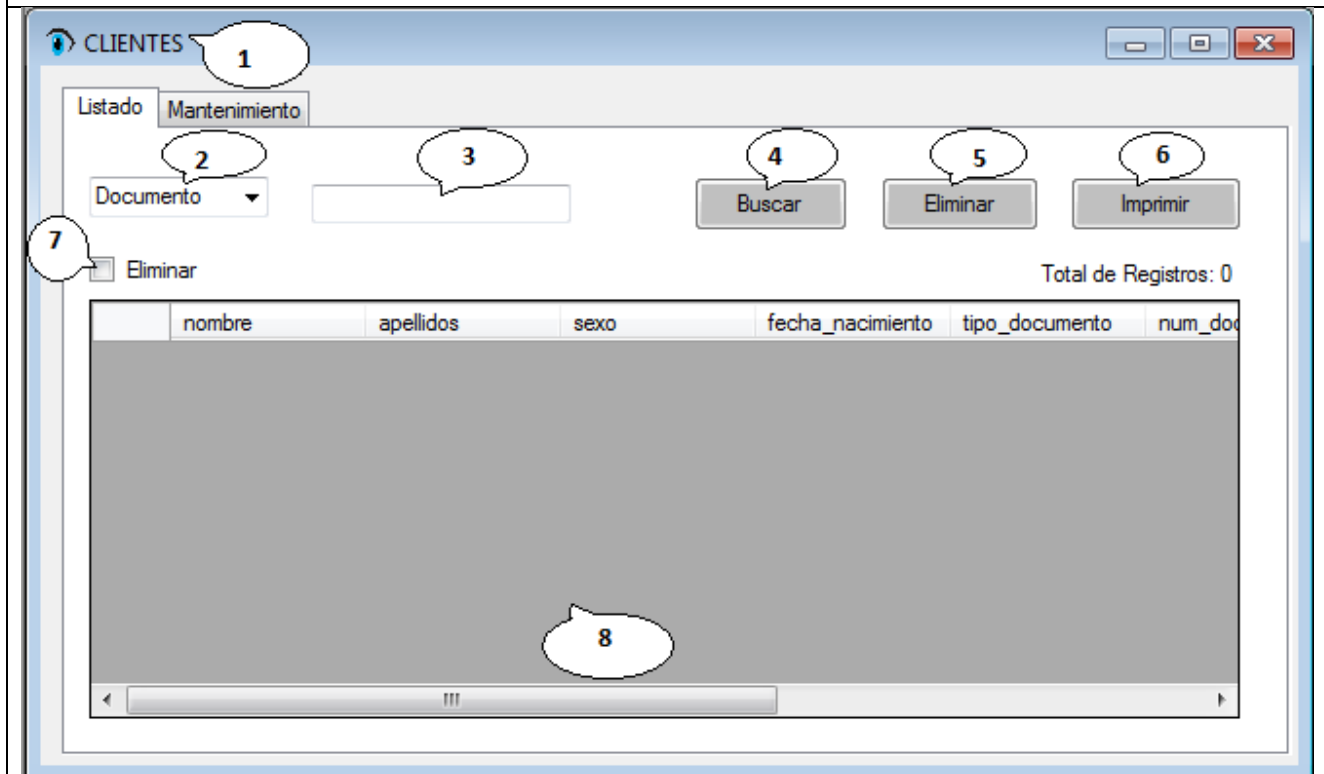 CLIENTES
1
Listado Mantenimiento
2 3 4 5 6
Documento Buscar Eliminar Imprimir
7
Eliminar Total de Registros: 0
nombre apellidos sexo fecha_nacimiento tipo_documento num_doc
8